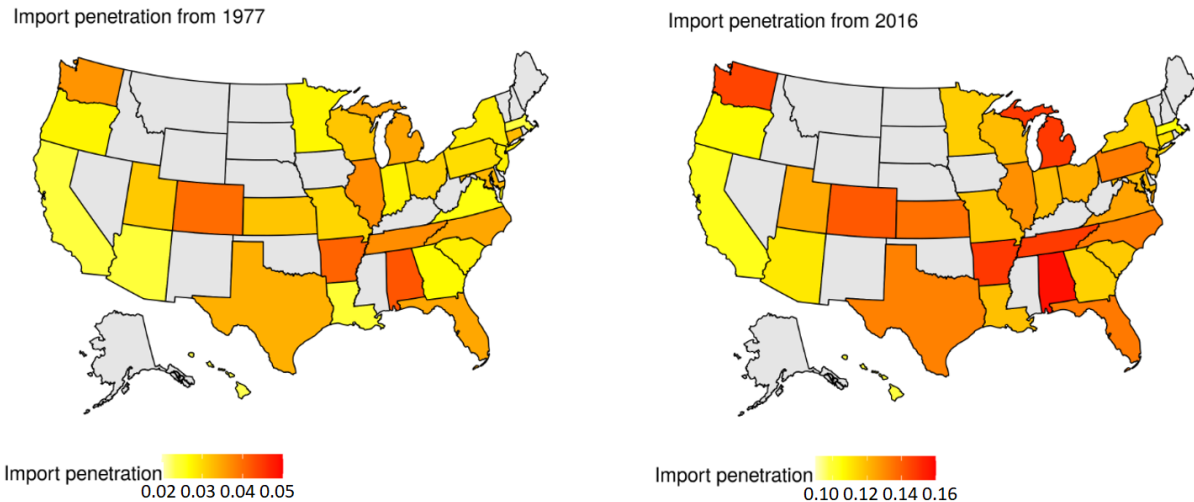 Import penetration from 1977
Import penetration from 2016
Import penetration
0.02 0.03 0.04 0.05
Import penetration
0.10 0.12 0.14 0.16